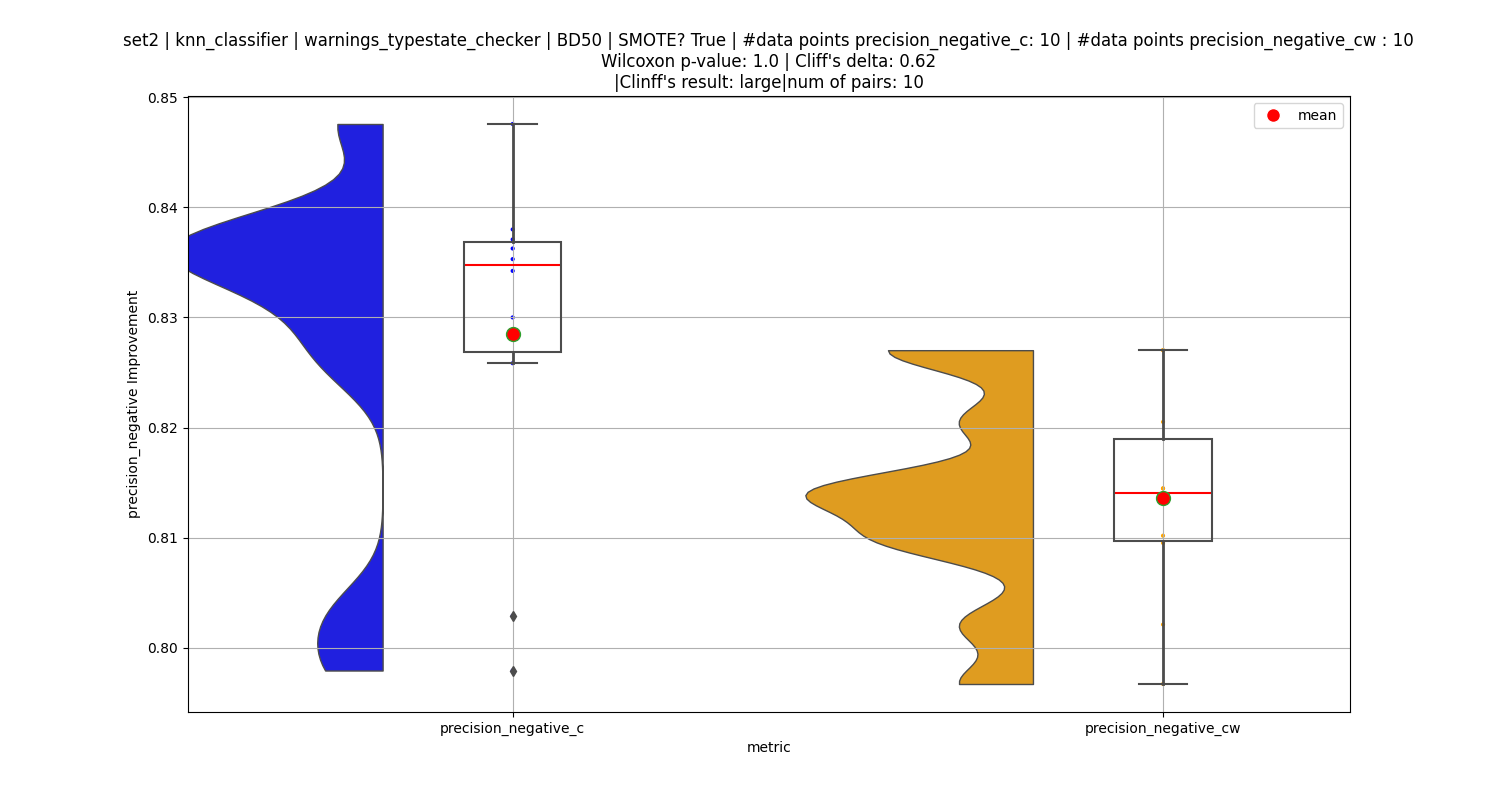 set2 | knn_classifier | warnings_typestate_checker | BD50 | SMOTE? True | #data points precision_negative_c: 10 | #data points precision_negative_cw : 10
Wilcoxon p-value: 1.0 | Cliff's delta: 0.62
|Clinff's result: large|num of pairs: 10
mean
0.85
0.84
0.83
0.82
0.81
0.80
precision_negative Improvement
precision_negative_c
precision_negative_cw
metric